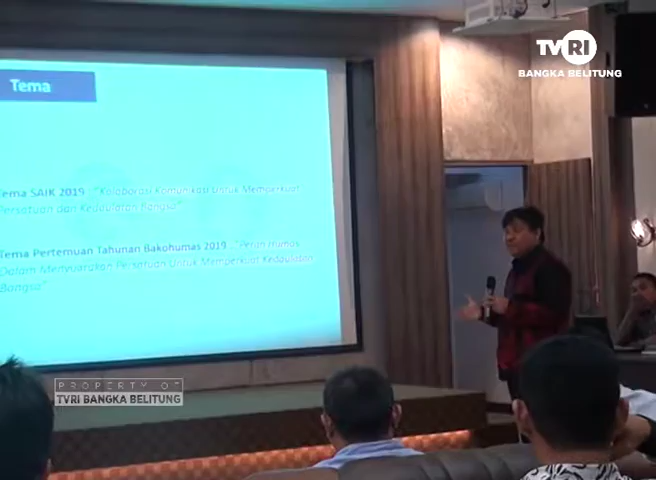 TVRI
BANGKA BELITUNG
Tema
Tema SAIK 2019 "Kolaborasi Komunikasi Untuk Memperkuat
Persatuan dan Kedaulatan Bangsa"
Tema Pertemuan Tahunan Bakohumas 2019 "Peran Humas
Dalam Menyuarakan Persatuan Untuk Memperkuat Kedaulatan
Bangsa"
PROPERTY OF
TVRI BANGKA BELITUNG